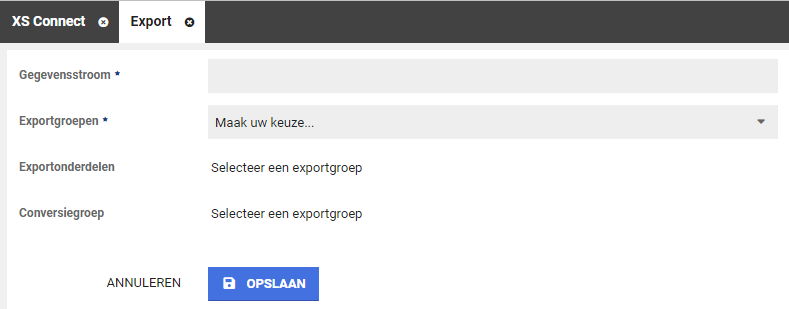 XS Connect Export
Gegevensstroom *
Exportgroepen * Maak uw keuze...
Exportonderdelen Selecteer een exportgroep
Conversiegroep Selecteer een exportgroep
ANNULEREN OPSLAAN